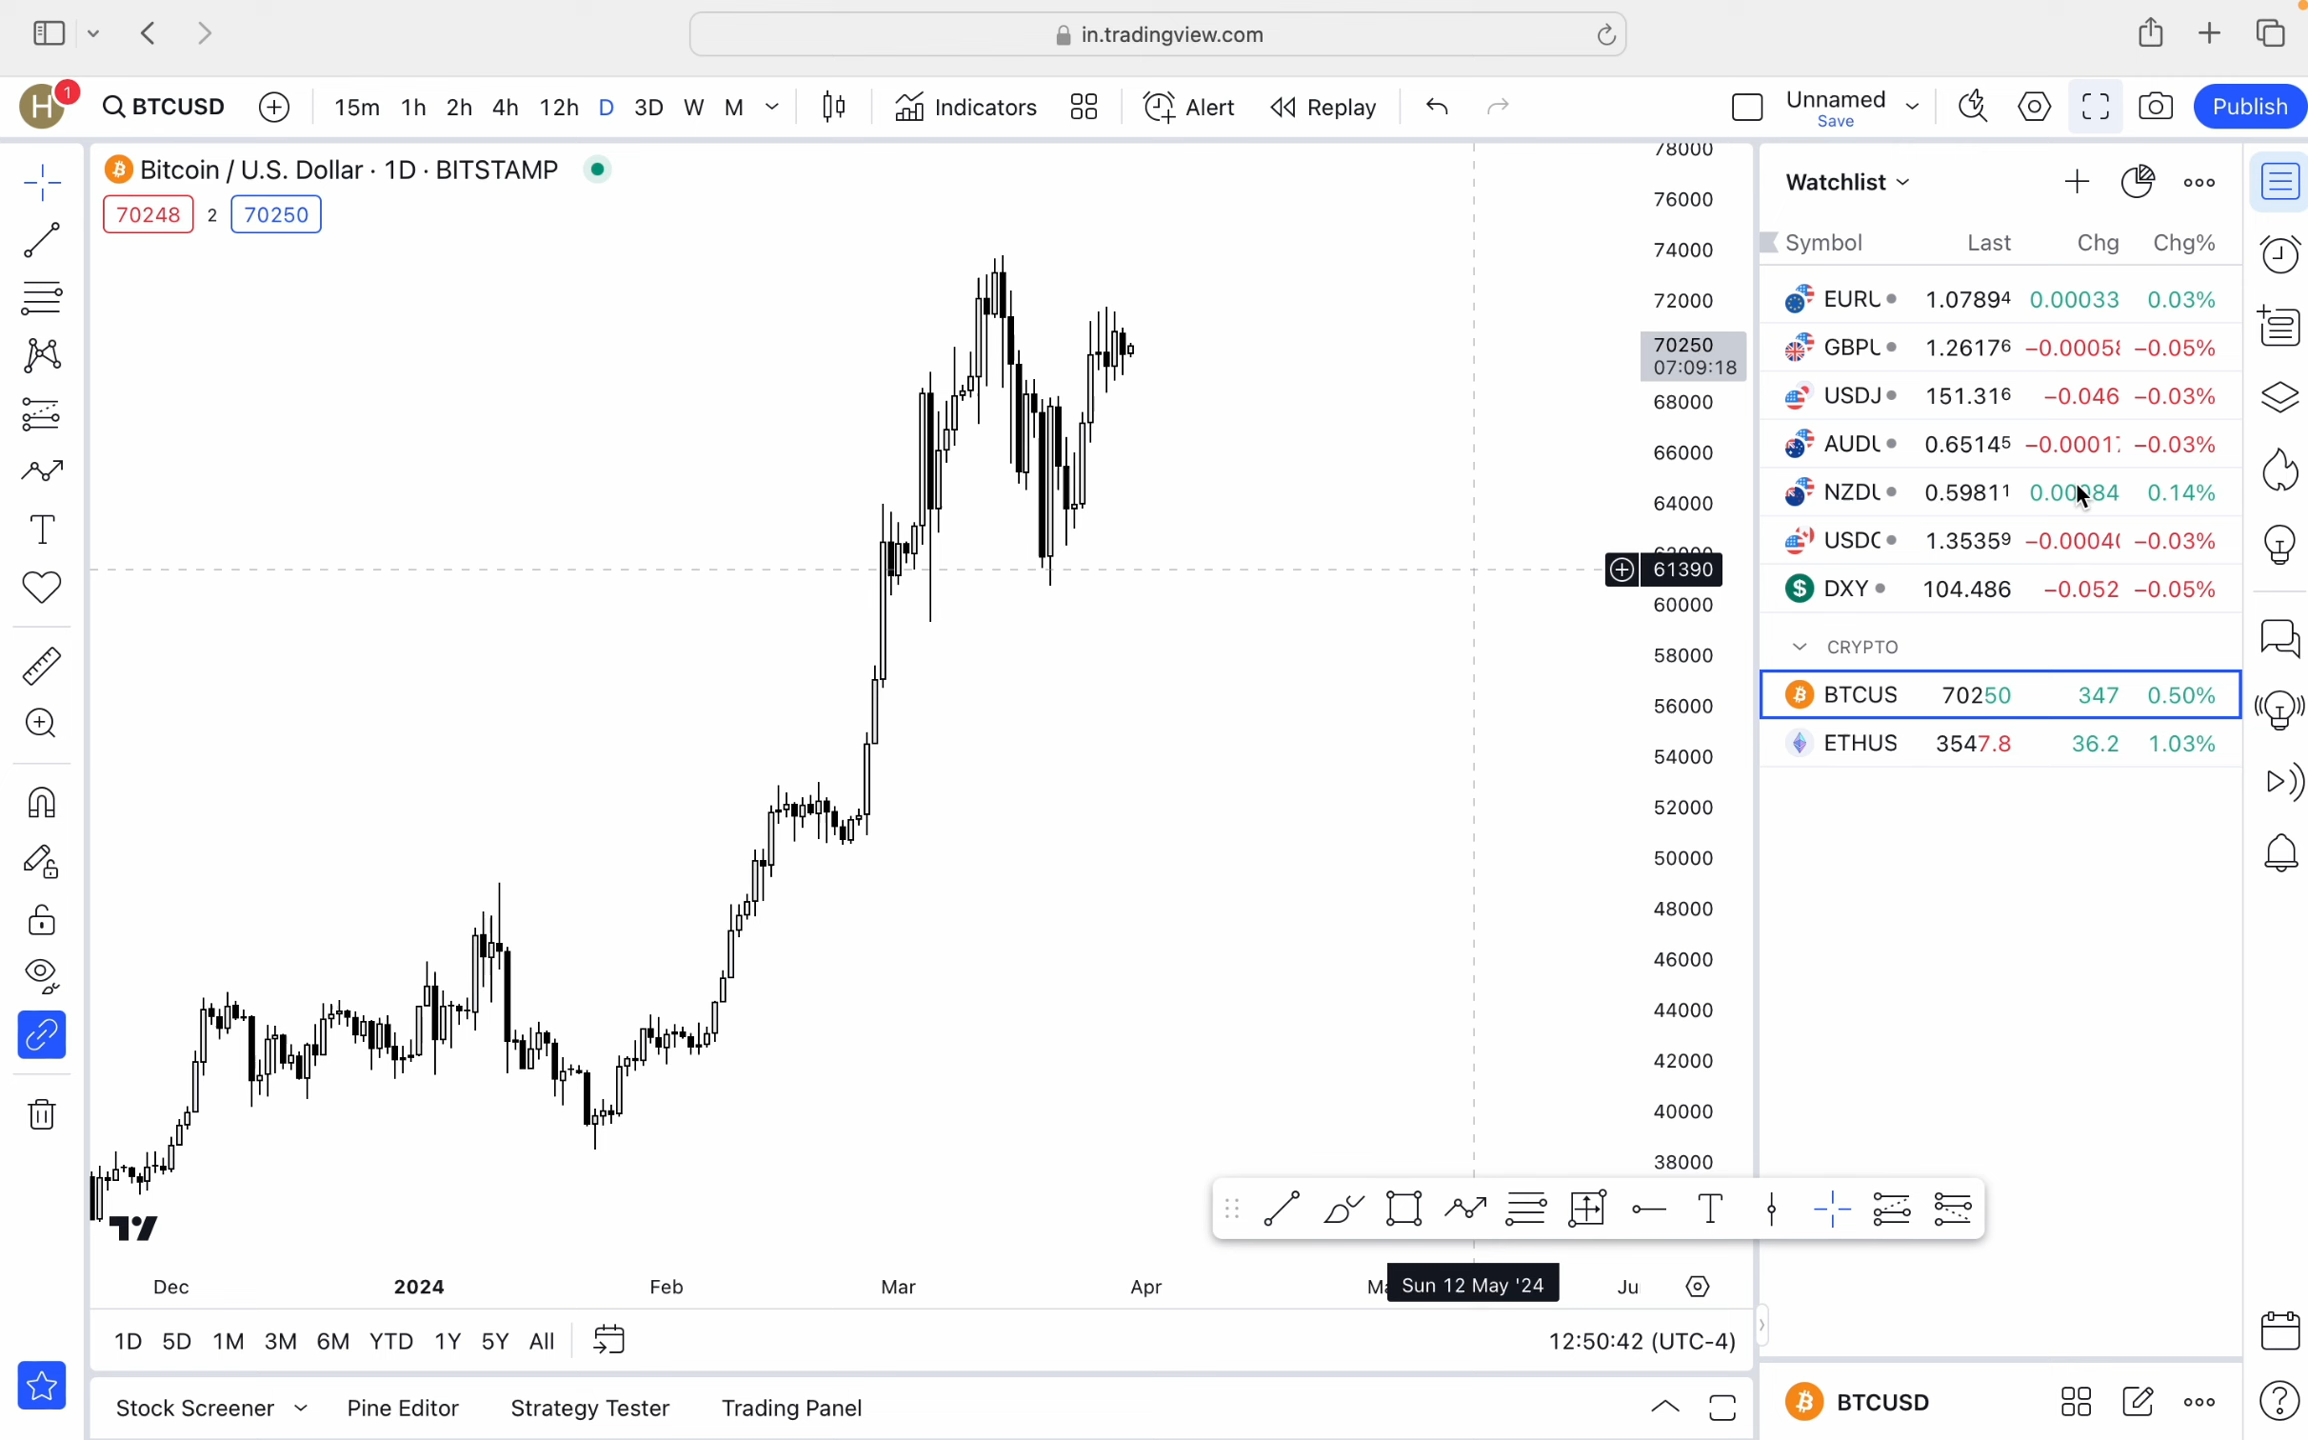 in.tradingview.com
H 1 BTCUSD 15m 1h 2h 4h 12h D 3D W M Indicators Alert Replay Unnamed Save Publish
Bitcoin / U.S. Dollar · 1D · BITSTAMP
70248 2 70250
78000
76000
74000
72000
70250
07:09:18
68000
66000
64000
61390
60000
58000
56000
54000
52000
50000
48000
46000
44000
42000
40000
38000
Dec 2024 Feb Mar Apr Sun 12 May '24 Ju
1D 5D 1M 3M 6M YTD 1Y 5Y All 12:50:42 (UTC-4)
Stock Screener Pine Editor Strategy Tester Trading Panel
Watchlist
Symbol Last Chg Chg%
EURU 1.07894 0.00033 0.03%
GBPU 1.26176 −0.00058 −0.05%
USDJ 151.316 −0.046 −0.03%
AUDU 0.65145 −0.00017 −0.03%
NZDU 0.59811 0.00084 0.14%
USDC 1.35359 −0.00040 −0.03%
DXY 104.486 −0.052 −0.05%
CRYPTO
BTCUS 70250 347 0.50%
ETHUS 3547.8 36.2 1.03%
BTCUSD